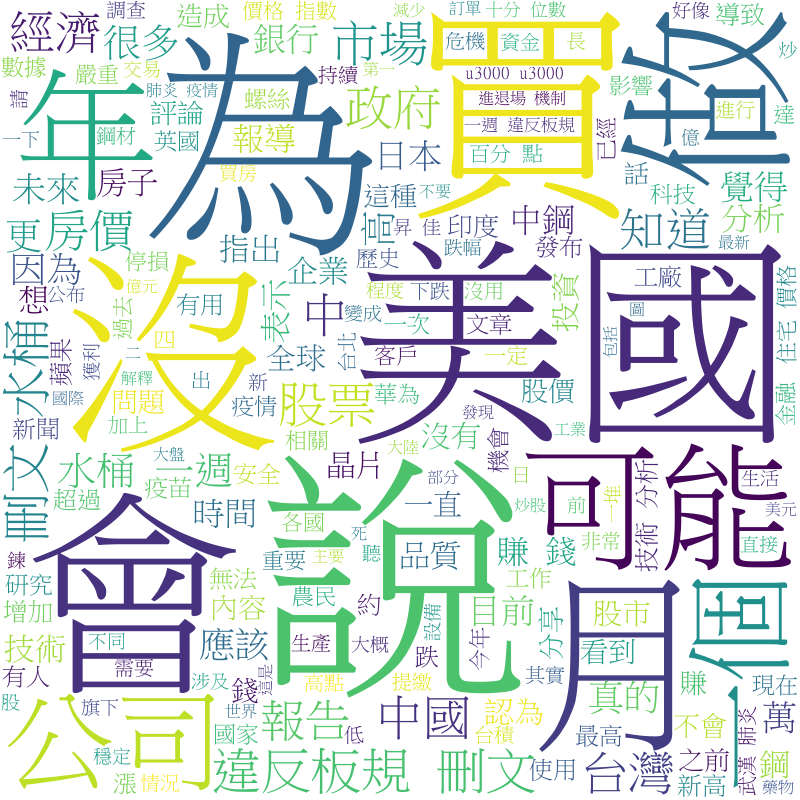 經濟
很多
造成
調查
價格 指數
減少
訂單
十分 位數
好像
導致
銀行
市場
買
做
危機
資金
長
炒
數據
嚴重
交易
肺炎 疫情
持續
第一
u3000 u3000
影響
達
請
年
為
評論
螺絲
政府
進退場 機制
已經
億
進行
一下
鋼材
英國
報導
一週 違反板規
話
未來
房子
買房
日本
百分 點
科技
覺得
更
房價
這種
不要
高
昇 佳
印度
中鋼
知道
分析
最新
指出
跌幅
發布
因為
停損
企業
歷史
工廠
想
公布
億元
有用
表示
中
程度
下跌
沒用
投資
住宅 價格
沒
美國
變成
一次
文章
圖
包括
水桶
刪文
蘋果
獲利
過去
二
四
出
新
全球
台北
客戶
一定
金融
解釋
國際
問題
疫情
股票
華為
股價
發現
新聞
加上
相關
沒有
機會
工業
大盤
水桶 一週
安全
晶片
大陸
可能
生活
超過
疫苗
時間
各國
一直
部分
日
炒股
前
一推
分析
美元
會
說
死
聽
品質
賺 錢
非常
技術
直接
鍊
研究
無法
重要
主要
工作
月
一個
增加
內容
農民
約
設備
目前
股市
技術
不同
應該
生產
大概
跌
今年
分享
看到
有人
需要
涉及
錢
這是
高點
提繳
其實
真的
賺
現在
股
旗下
公司
報告
中國
認為
不會
萬
武漢 肺炎
國家
世界
低
台積
最高
之前
鋼
穩定
漲
情況
違反板規 刪文
使用
台灣
新高
藥物